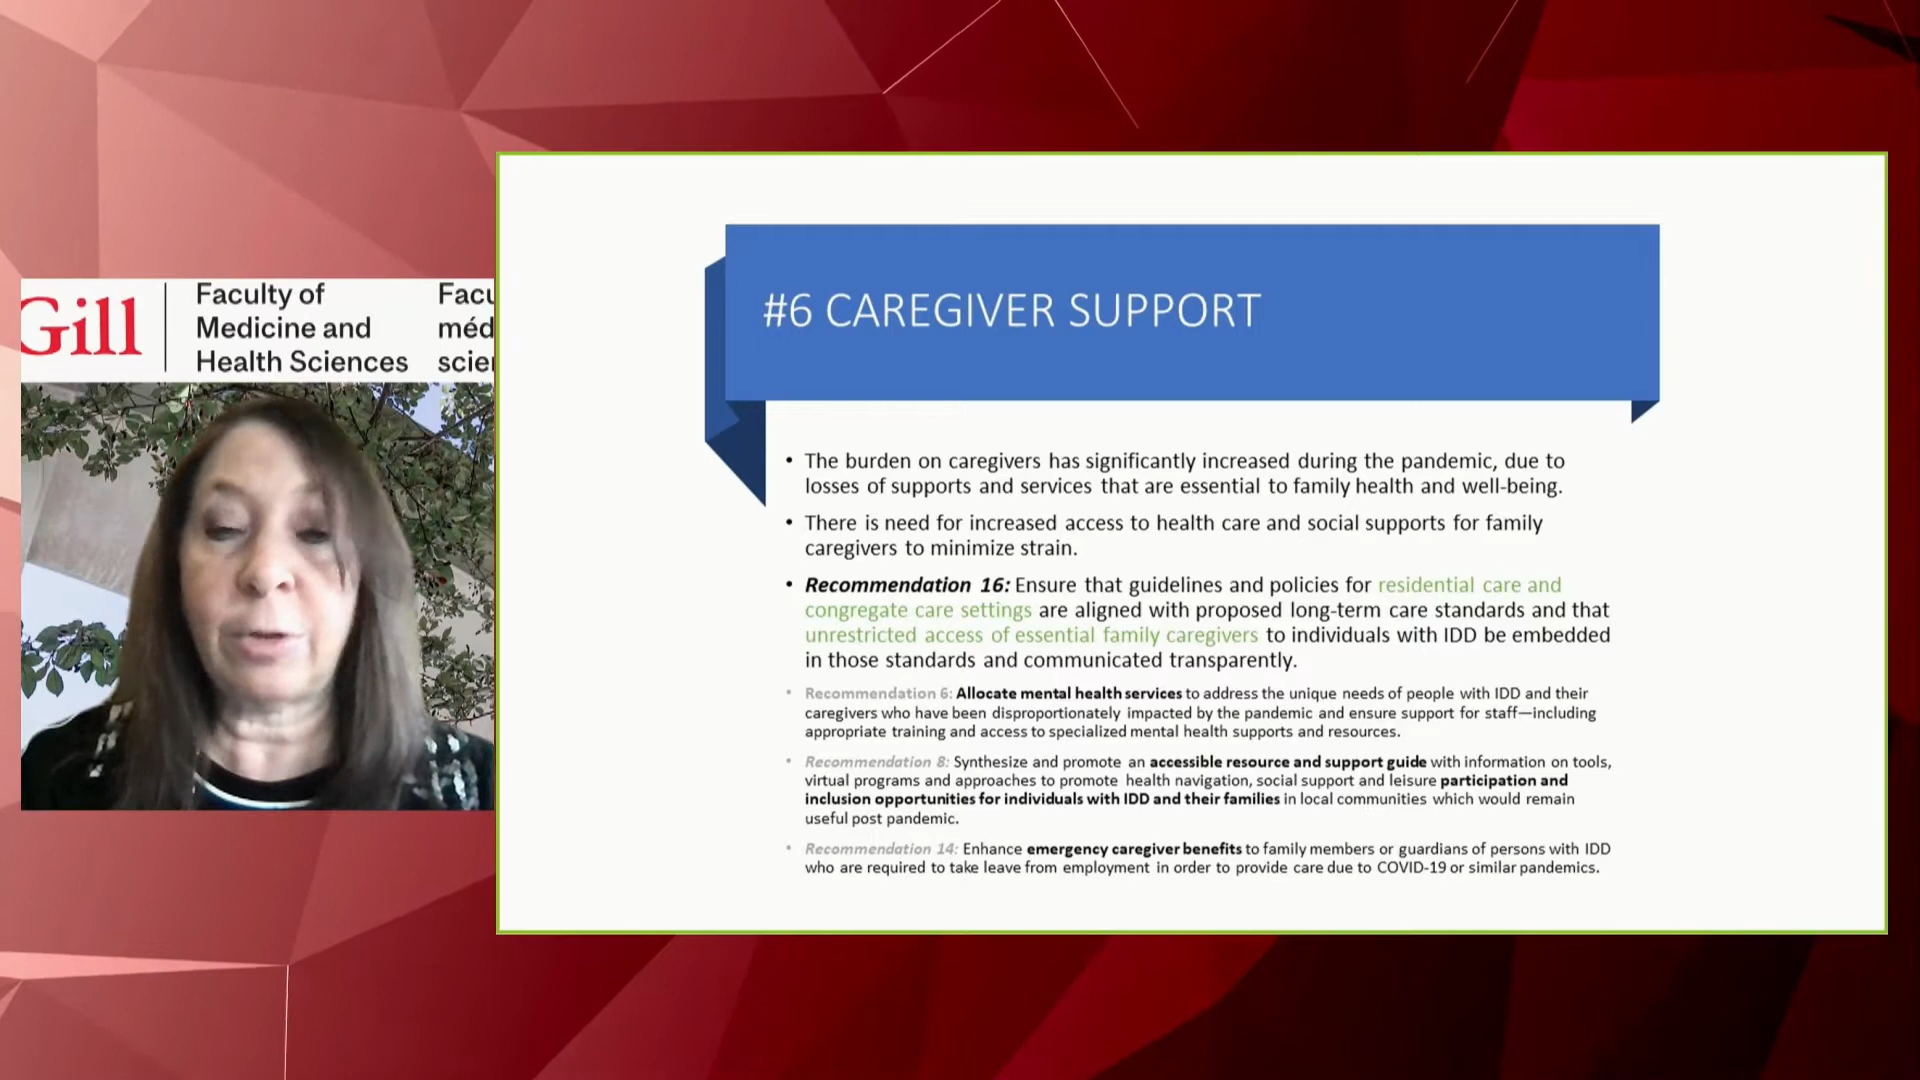 Gill
Faculty of
Medicine and
Health Sciences
Facu
méd
scie
#6 CAREGIVER SUPPORT
• The burden on caregivers has significantly increased during the pandemic, due to
losses of supports and services that are essential to family health and well-being.
• There is need for increased access to health care and social supports for family
caregivers to minimize strain.
• Recommendation 16: Ensure that guidelines and policies for residential care and
congregate care settings are aligned with proposed long-term care standards and that
unrestricted access of essential family caregivers to individuals with IDD be embedded
in those standards and communicated transparently.
• Recommendation 6: Allocate mental health services to address the unique needs of people with IDD and their
caregivers who have been disproportionately impacted by the pandemic and ensure support for staff—including
appropriate training and access to specialized mental health supports and resources.
• Recommendation 8: Synthesize and promote an accessible resource and support guide with information on tools,
virtual programs and approaches to promote health navigation, social support and leisure participation and
inclusion opportunities for individuals with IDD and their families in local communities which would remain
useful post pandemic.
• Recommendation 14: Enhance emergency caregiver benefits to family members or guardians of persons with IDD
who are required to take leave from employment in order to provide care due to COVID-19 or similar pandemics.